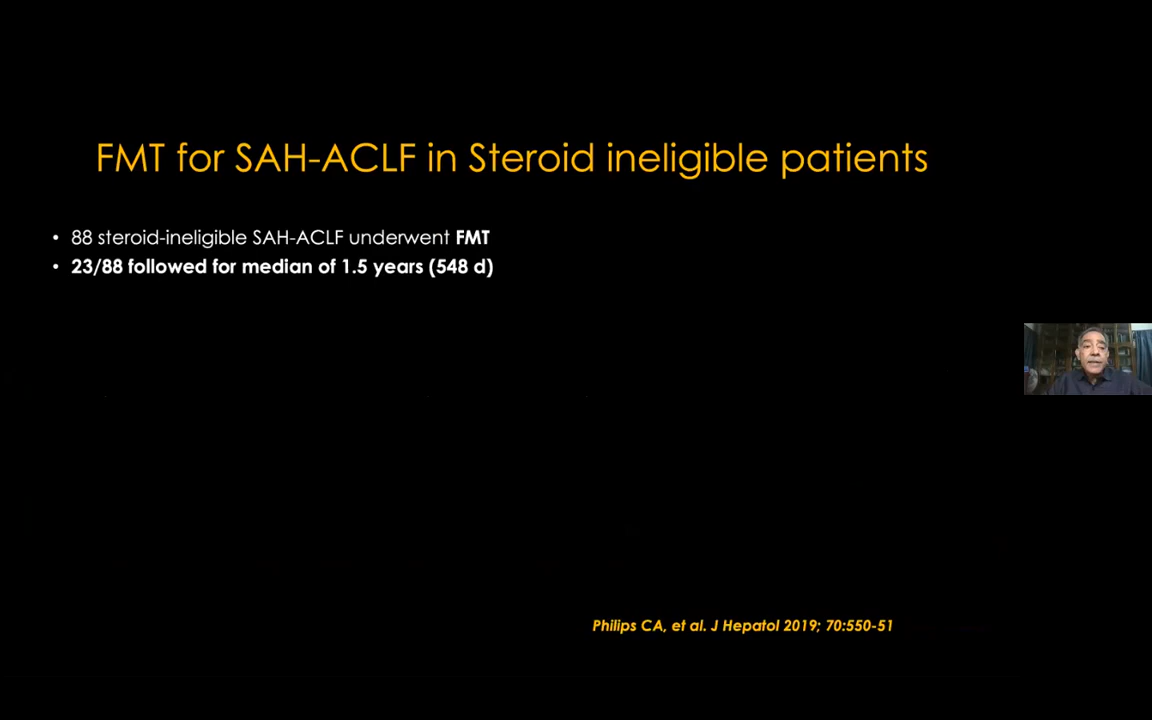 FMT for SAH-ACLF in Steroid ineligible patients
• 88 steroid-ineligible SAH-ACLF underwent FMT
• 23/88 followed for median of 1.5 years (548 d)
Philips CA, et al. J Hepatol 2019; 70:550-51